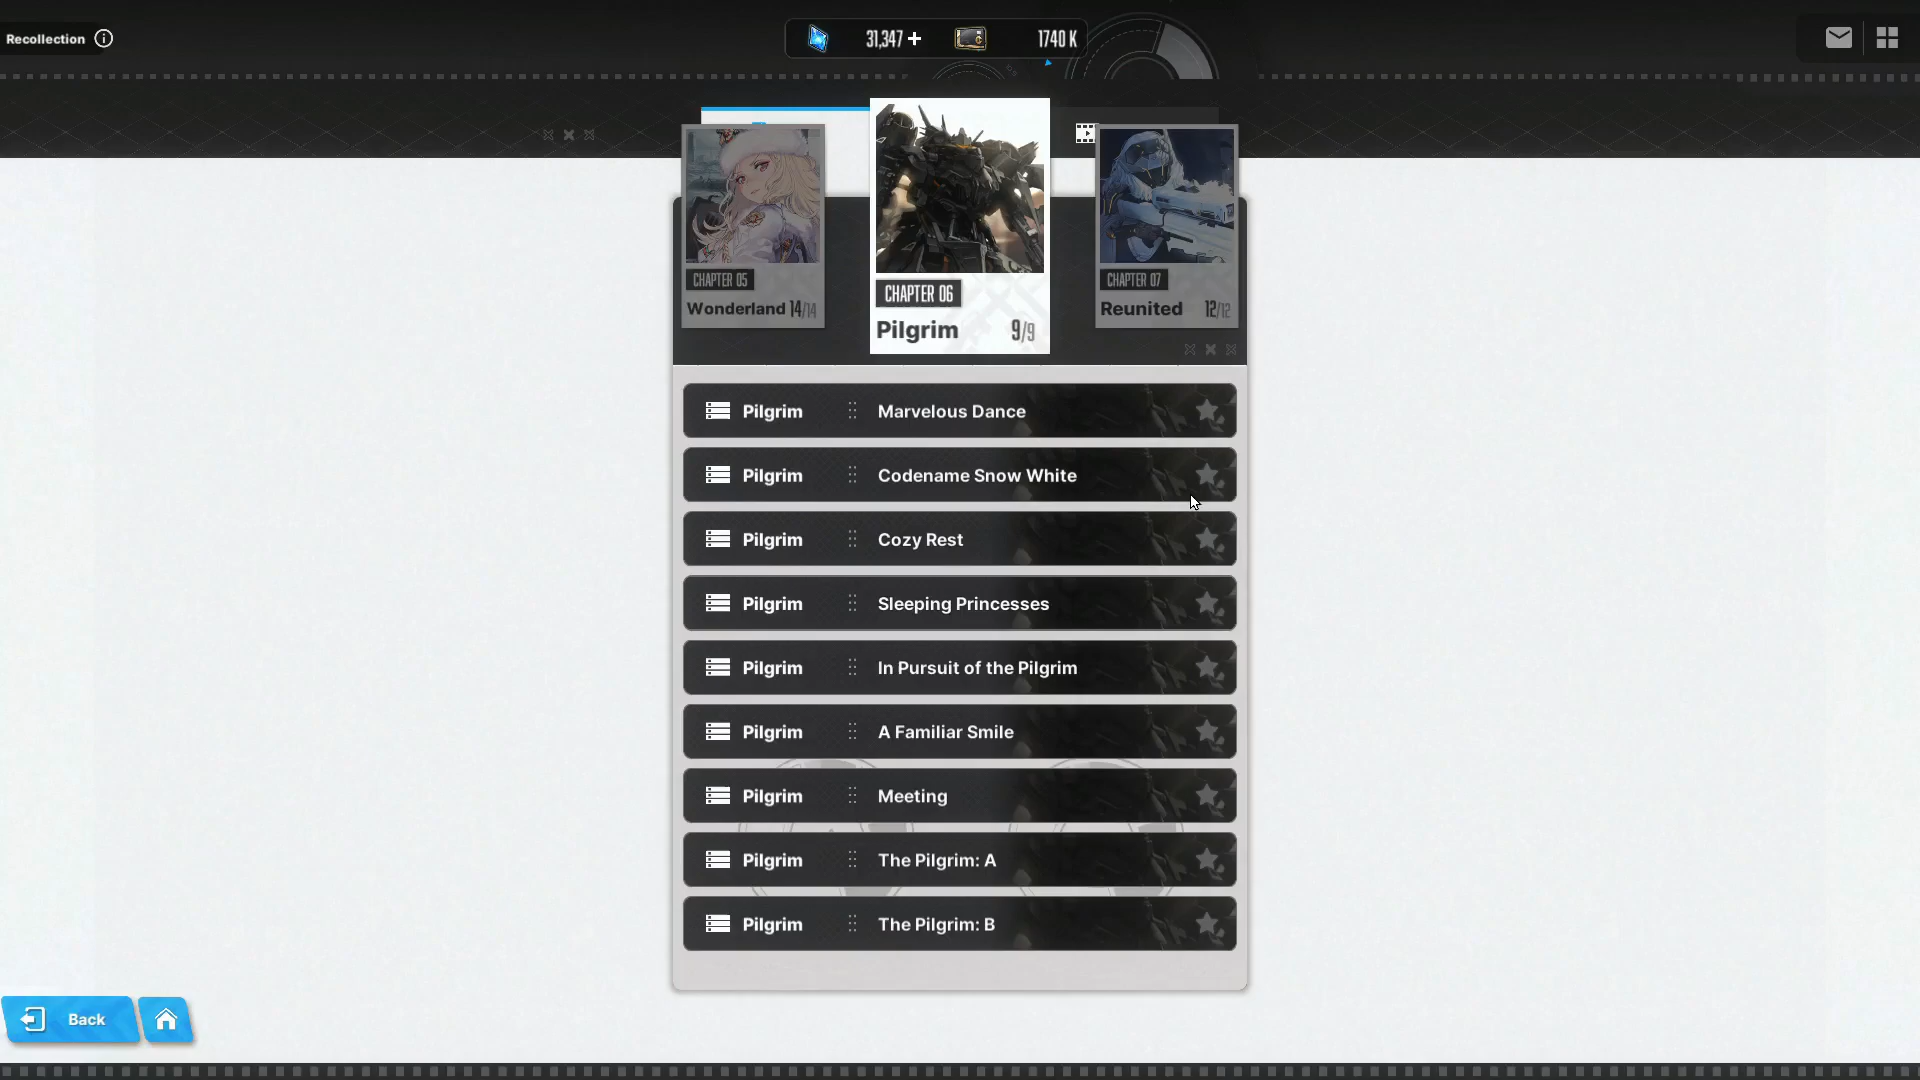 Recollection
31,347
1740 K
CHAPTER 05
Wonderland 14/14
CHAPTER 06
Pilgrim 9/9
CHAPTER 07
Reunited 12/12
Pilgrim Marvelous Dance
Pilgrim Codename Snow White
Pilgrim Cozy Rest
Pilgrim Sleeping Princesses
Pilgrim In Pursuit of the Pilgrim
Pilgrim A Familiar Smile
Pilgrim Meeting
Pilgrim The Pilgrim: A
Pilgrim The Pilgrim: B
Back